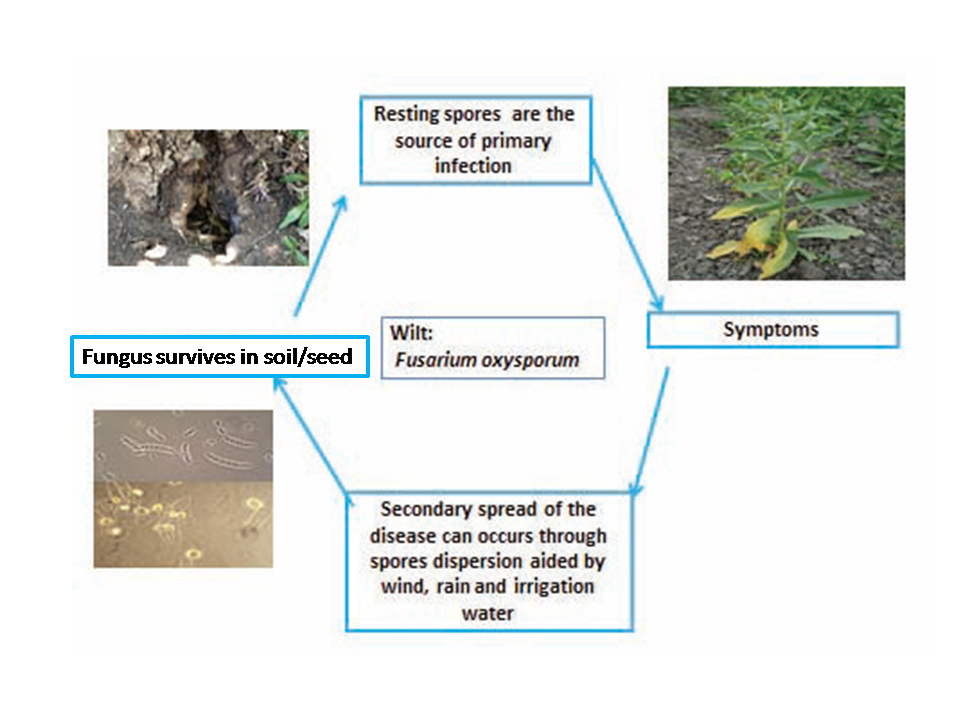 Resting spores are the
source of primary
infection
Symptoms
Wilt:
Fusarium oxysporum
Fungus survives in soil/seed
Secondary spread of the
disease can occurs through
spores dispersion aided by
wind, rain and irrigation
water